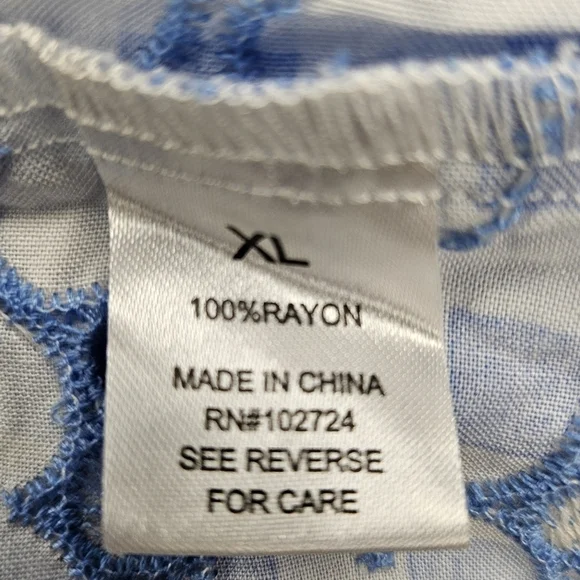 XL
100%RAYON
MADE IN CHINA
RN#102724
SEE REVERSE
FOR CARE